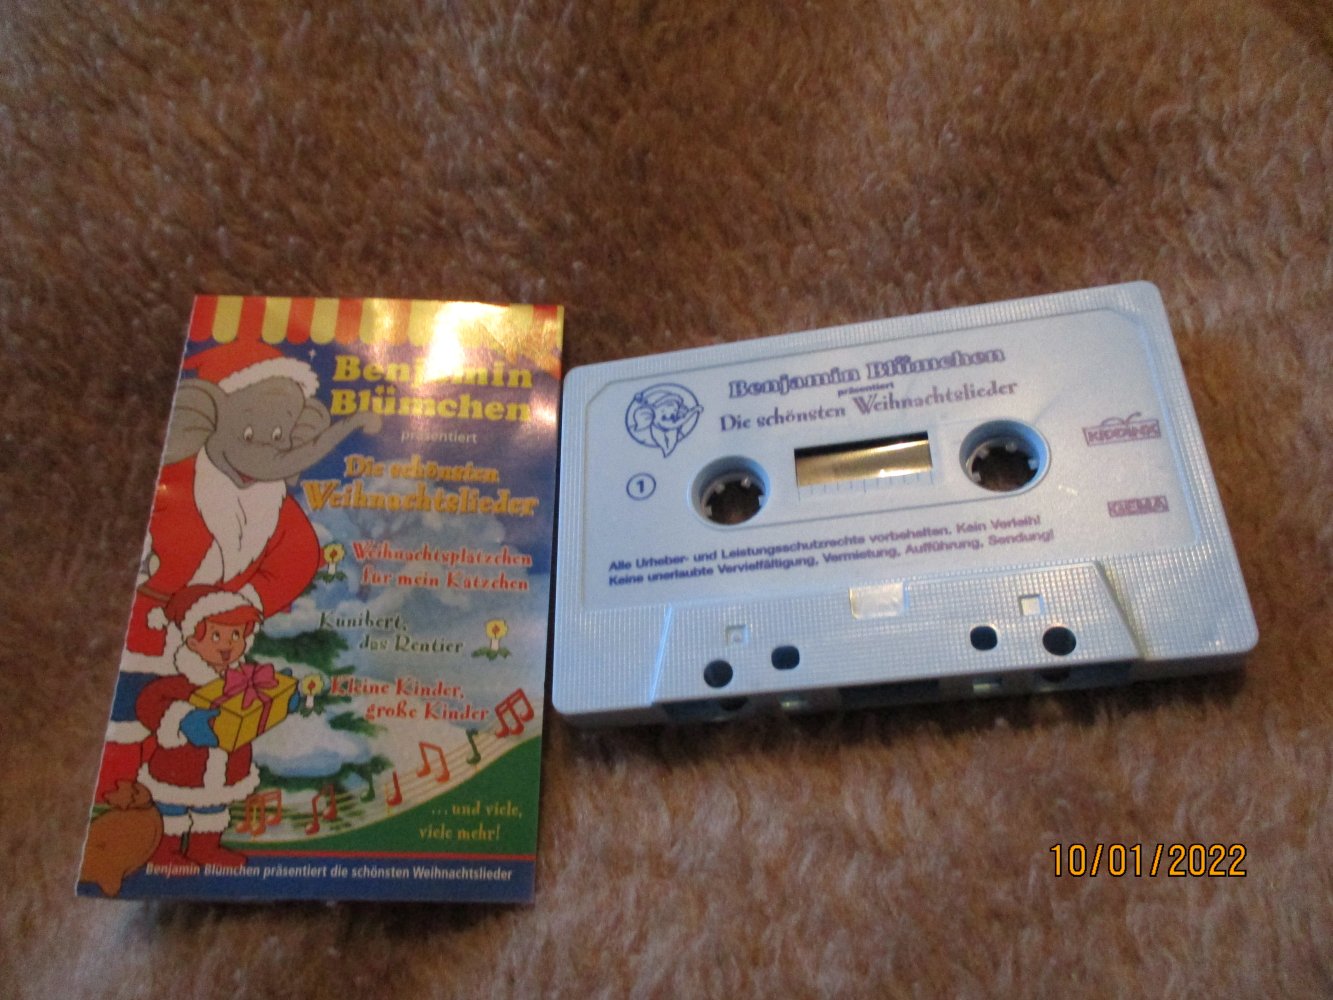 Benjamin
Blümchen
präsentiert
Die schönsten
Weihnachtslieder
Weihnachtsplätzchen
für mein Kätzchen
Kunibert,
das Rentier
Kleine Kinder,
große Kinder
...und viele,
viele mehr!
Benjamin Blümchen präsentiert die schönsten Weihnachtslieder
Benjamin Blümchen
präsentiert
Die schönsten Weihnachtslieder
1
KIDDINX
GEMA
Alle Urheber- und Leistungsschutzrechte vorbehalten. Kein Verleih!
Keine unerlaubte Vervielfältigung, Vermietung, Aufführung, Sendung!
10/01/2022